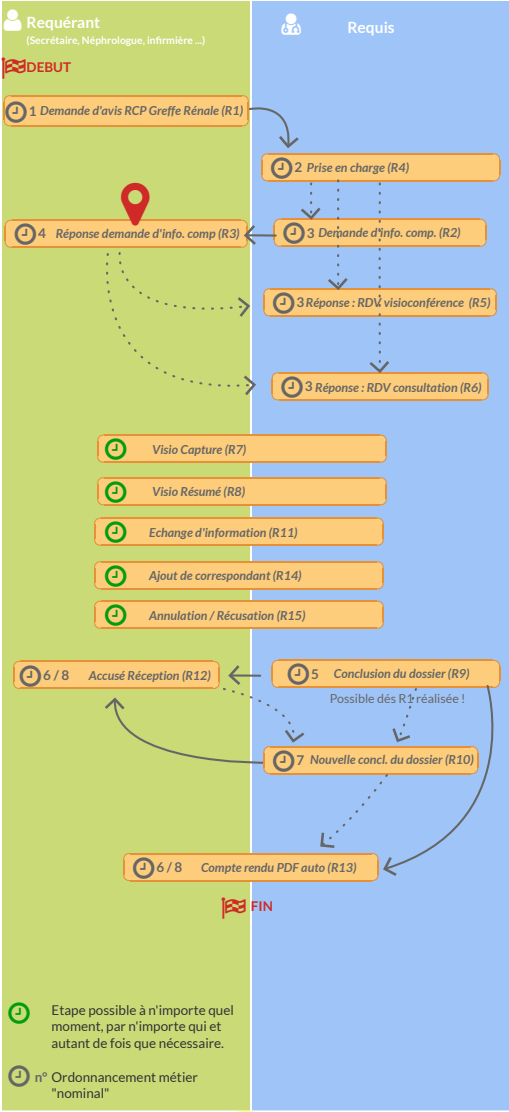 Requérant
(Secrétaire, Néphrologue, infirmière ...)
Requis
DEBUT
1 Demande d'avis RCP Greffe Rénale (R1)
2 Prise en charge (R4)
4 Réponse demande d'info. comp (R3)
3 Demande d'info. comp. (R2)
3 Réponse : RDV visioconférence (R5)
3 Réponse : RDV consultation (R6)
Visio Capture (R7)
Visio Résumé (R8)
Echange d'information (R11)
Ajout de correspondant (R14)
Annulation / Récusation (R15)
6 / 8 Accusé Réception (R12)
5 Conclusion du dossier (R9)
Possible dés R1 réalisée !
7 Nouvelle concl. du dossier (R10)
6 / 8 Compte rendu PDF auto (R13)
FIN
Etape possible à n'importe quel
moment, par n'importe qui et
autant de fois que nécessaire.
n° Ordonnancement métier
"nominal"